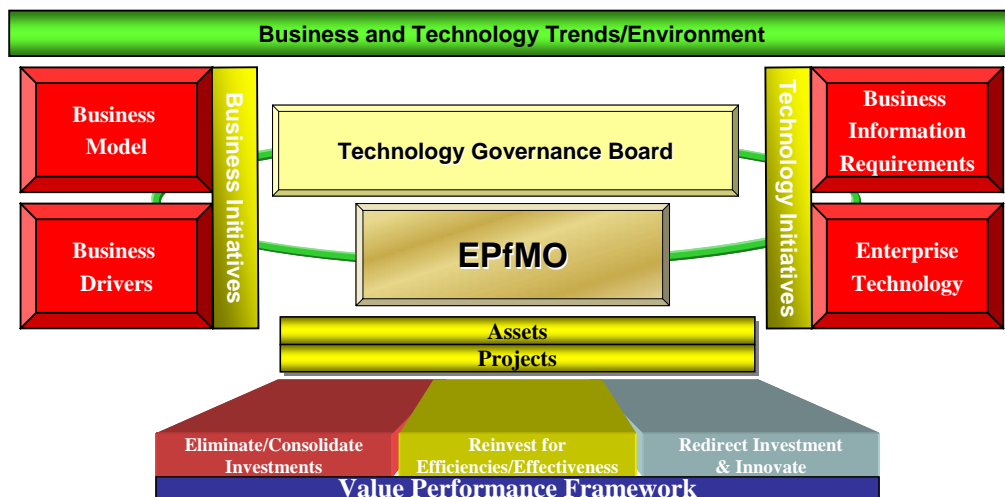 Business and Technology Trends/Environment
Business
Model
Business Initiatives
Business
Drivers
Technology Governance Board
EPfMO
Technology Initiatives
Business
Information
Requirements
Enterprise
Technology
Assets
Projects
Eliminate/Consolidate
Investments
Reinvest for
Efficiencies/Effectiveness
Redirect Investment
& Innovate
Value Performance Framework